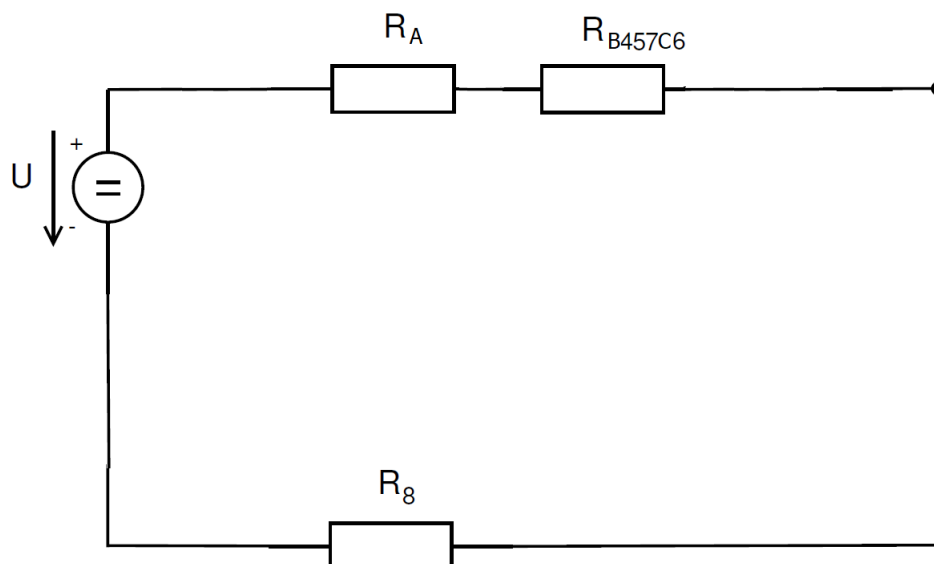 R_A
R_B457C6
+
U
=
-
R_8